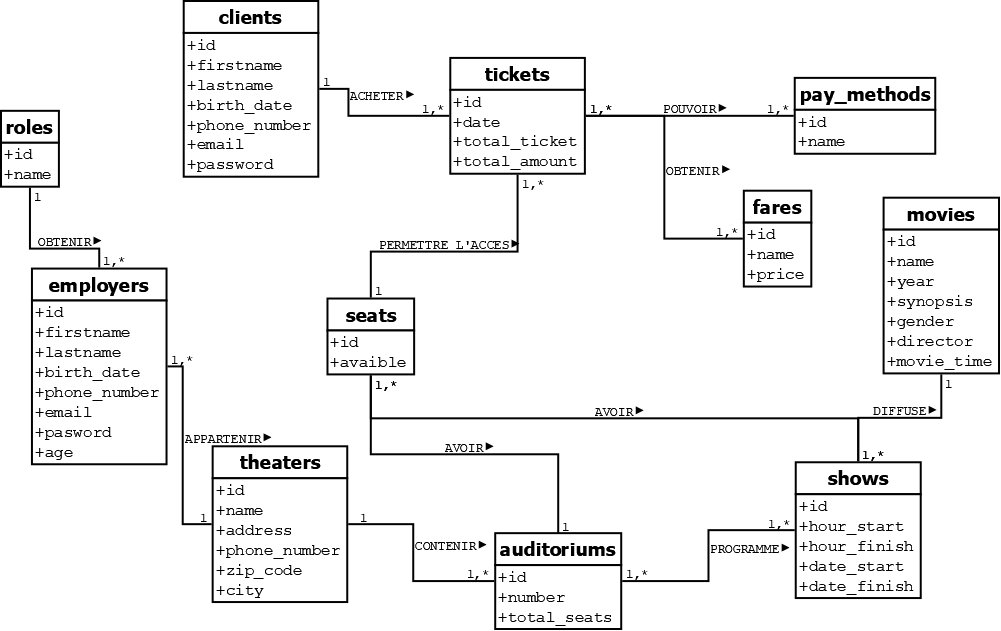 clients
+id
+firstname
+lastname
+birth_date
+phone_number
+email
+password
1
ACHETER
1,*
tickets
+id
+date
+total_ticket
+total_amount
1,*
POUVOIR
1,*
pay_methods
+id
+name
roles
+id
+name
1
OBTENIR
1,*
OBTENIR
1,*
fares
+id
+name
+price
1,*
PERMETTRE L'ACCES
1
movies
+id
+name
+year
+synopsis
+gender
+director
+movie_time
1
employers
+id
+firstname
+lastname
+birth_date
+phone_number
+email
+pasword
+age
1,*
APPARTENIR
1
seats
+id
+avaible
1,*
AVOIR
DIFFUSE
1,*
AVOIR
1
theaters
+id
+name
+address
+phone_number
+zip_code
+city
1
CONTENIR
1,*
auditoriums
+id
+number
+total_seats
1,*
PROGRAMME
1,*
shows
+id
+hour_start
+hour_finish
+date_start
+date_finish